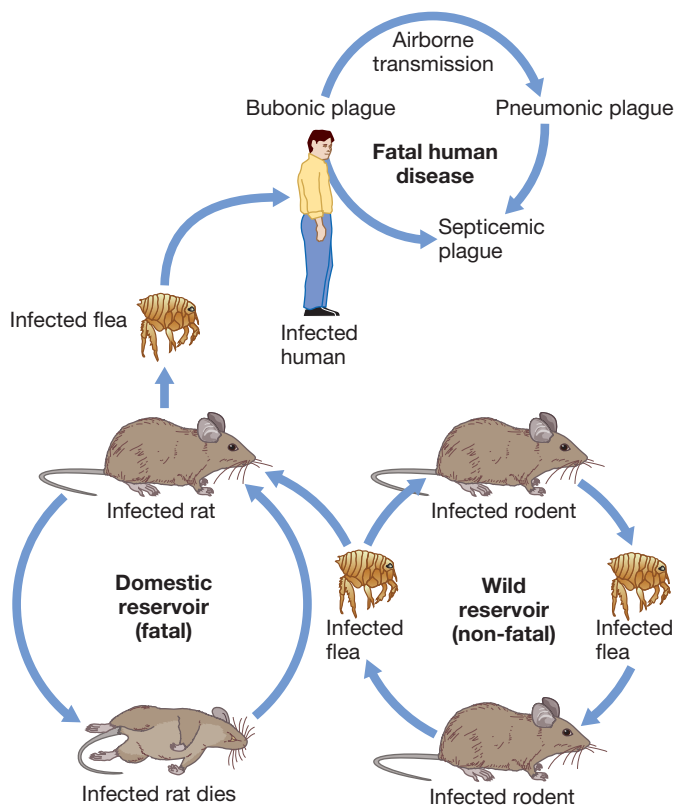 Airborne
transmission
Bubonic plague
Pneumonic plague
Fatal human
disease
Septicemic
plague
Infected flea
Infected
human
Infected rat
Infected rodent
Domestic
reservoir
(fatal)
Infected
flea
Wild
reservoir
(non-fatal)
Infected
flea
Infected rat dies
Infected rodent